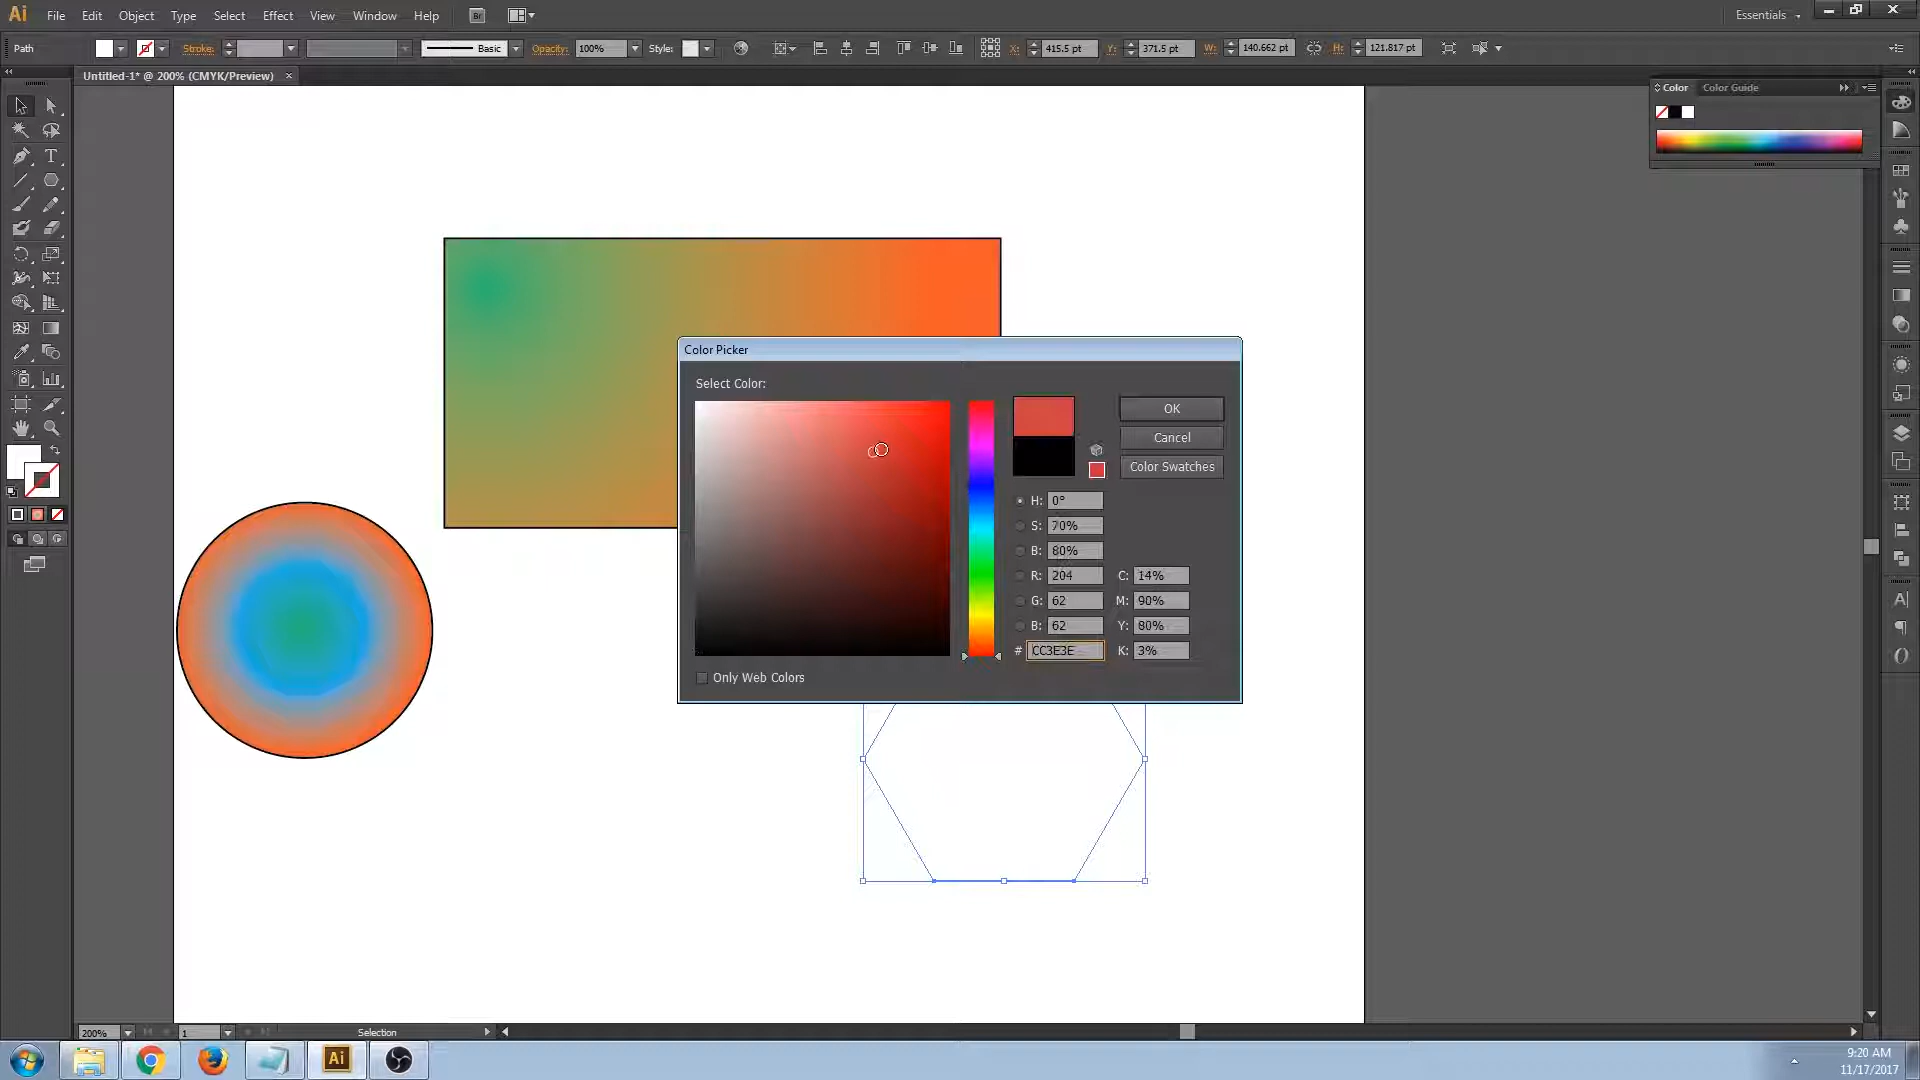 Ai File Edit Object Type Select Effect View Window Help Br Essentials
Path Stroke: Basic Opacity: 100% Style: X: 415.5 pt Y: 371.5 pt W: 140.662 pt H: 121.817 pt
Untitled-1* @ 200% (CMYK/Preview)
Color Color Guide
Color Picker
Select Color:
OK
Cancel
Color Swatches
H: 0°
S: 70%
B: 80%
R: 204 C: 14%
G: 62 M: 90%
B: 62 Y: 80%
# CC3E3E K: 3%
Only Web Colors
200% 1 Selection
Ai
9:20 AM
11/17/2017